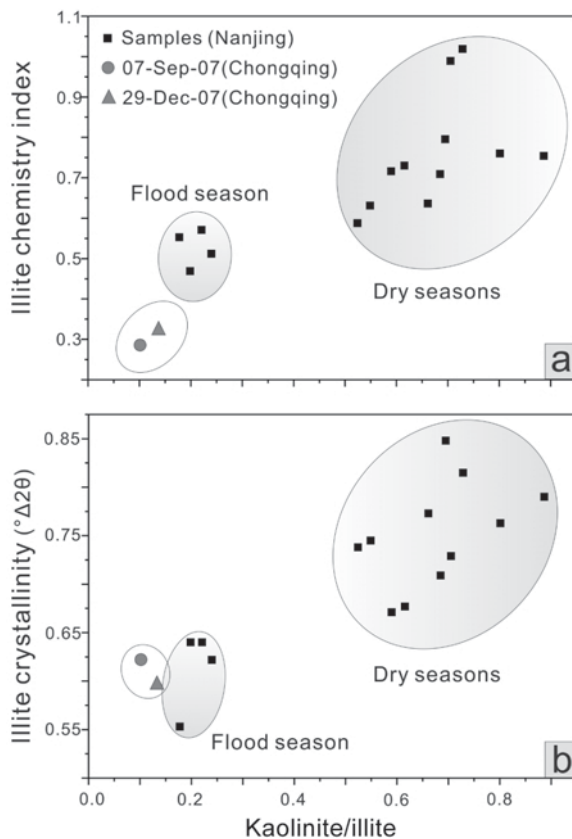 1.1
Samples (Nanjing)
07-Sep-07(Chongqing)
29-Dec-07(Chongqing)
0.9
0.7
0.5
0.3
Illite chemistry index
Flood season
Dry seasons
a
0.85
0.75
0.65
0.55
Illite crystallinity (°Δ2θ)
Dry seasons
Flood season
b
0.0 0.2 0.4 0.6 0.8
Kaolinite/illite